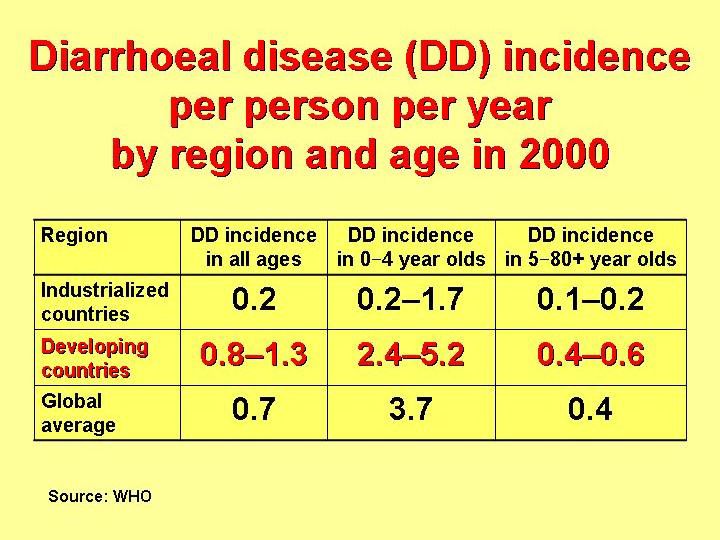 Diarrhoeal disease (DD) incidence
per person per year
by region and age in 2000
Region DD incidence in all ages DD incidence in 0–4 year olds DD incidence in 5–80+ year olds
Industrialized countries 0.2 0.2–1.7 0.1–0.2
Developing countries 0.8–1.3 2.4–5.2 0.4–0.6
Global average 0.7 3.7 0.4
Source: WHO